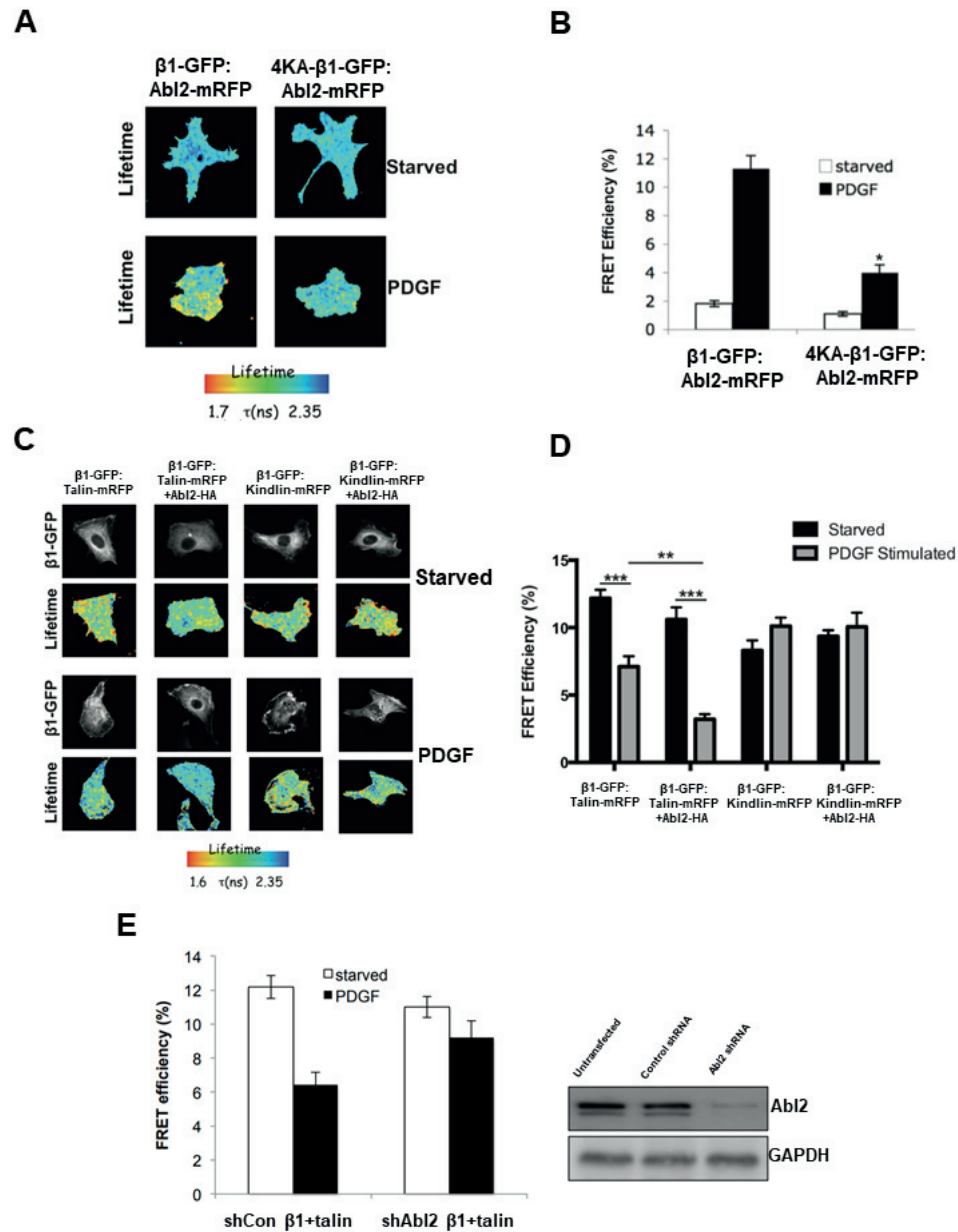 A
β1-GFP: 4KA-β1-GFP:
Abl2-mRFP Abl2-mRFP
Lifetime
Starved
Lifetime
PDGF
Lifetime
1.7 τ(ns) 2.35
B
FRET Efficiency (%)
14
12
10
8
6
4
2
0
starved
PDGF
*
β1-GFP: 4KA-β1-GFP:
Abl2-mRFP Abl2-mRFP
C
β1-GFP:
Talin-mRFP
β1-GFP:
Talin-mRFP
+Abl2-HA
β1-GFP:
Kindlin-mRFP
β1-GFP:
Kindlin-mRFP
+Abl2-HA
β1-GFP
Starved
Lifetime
β1-GFP
PDGF
Lifetime
Lifetime
1.6 τ(ns) 2.35
D
Starved
PDGF Stimulated
FRET Efficiency (%)
15
10
5
0
***
**
***
β1-GFP:
Talin-mRFP
β1-GFP:
Talin-mRFP
+Abl2-HA
β1-GFP:
Kindlin-mRFP
β1-GFP:
Kindlin-mRFP
+Abl2-HA
E
FRET efficiency (%)
14
12
10
8
6
4
2
0
starved
PDGF
shCon β1+talin shAbl2 β1+talin
Untransfected
Control shRNA
Abl2 shRNA
Abl2
GAPDH